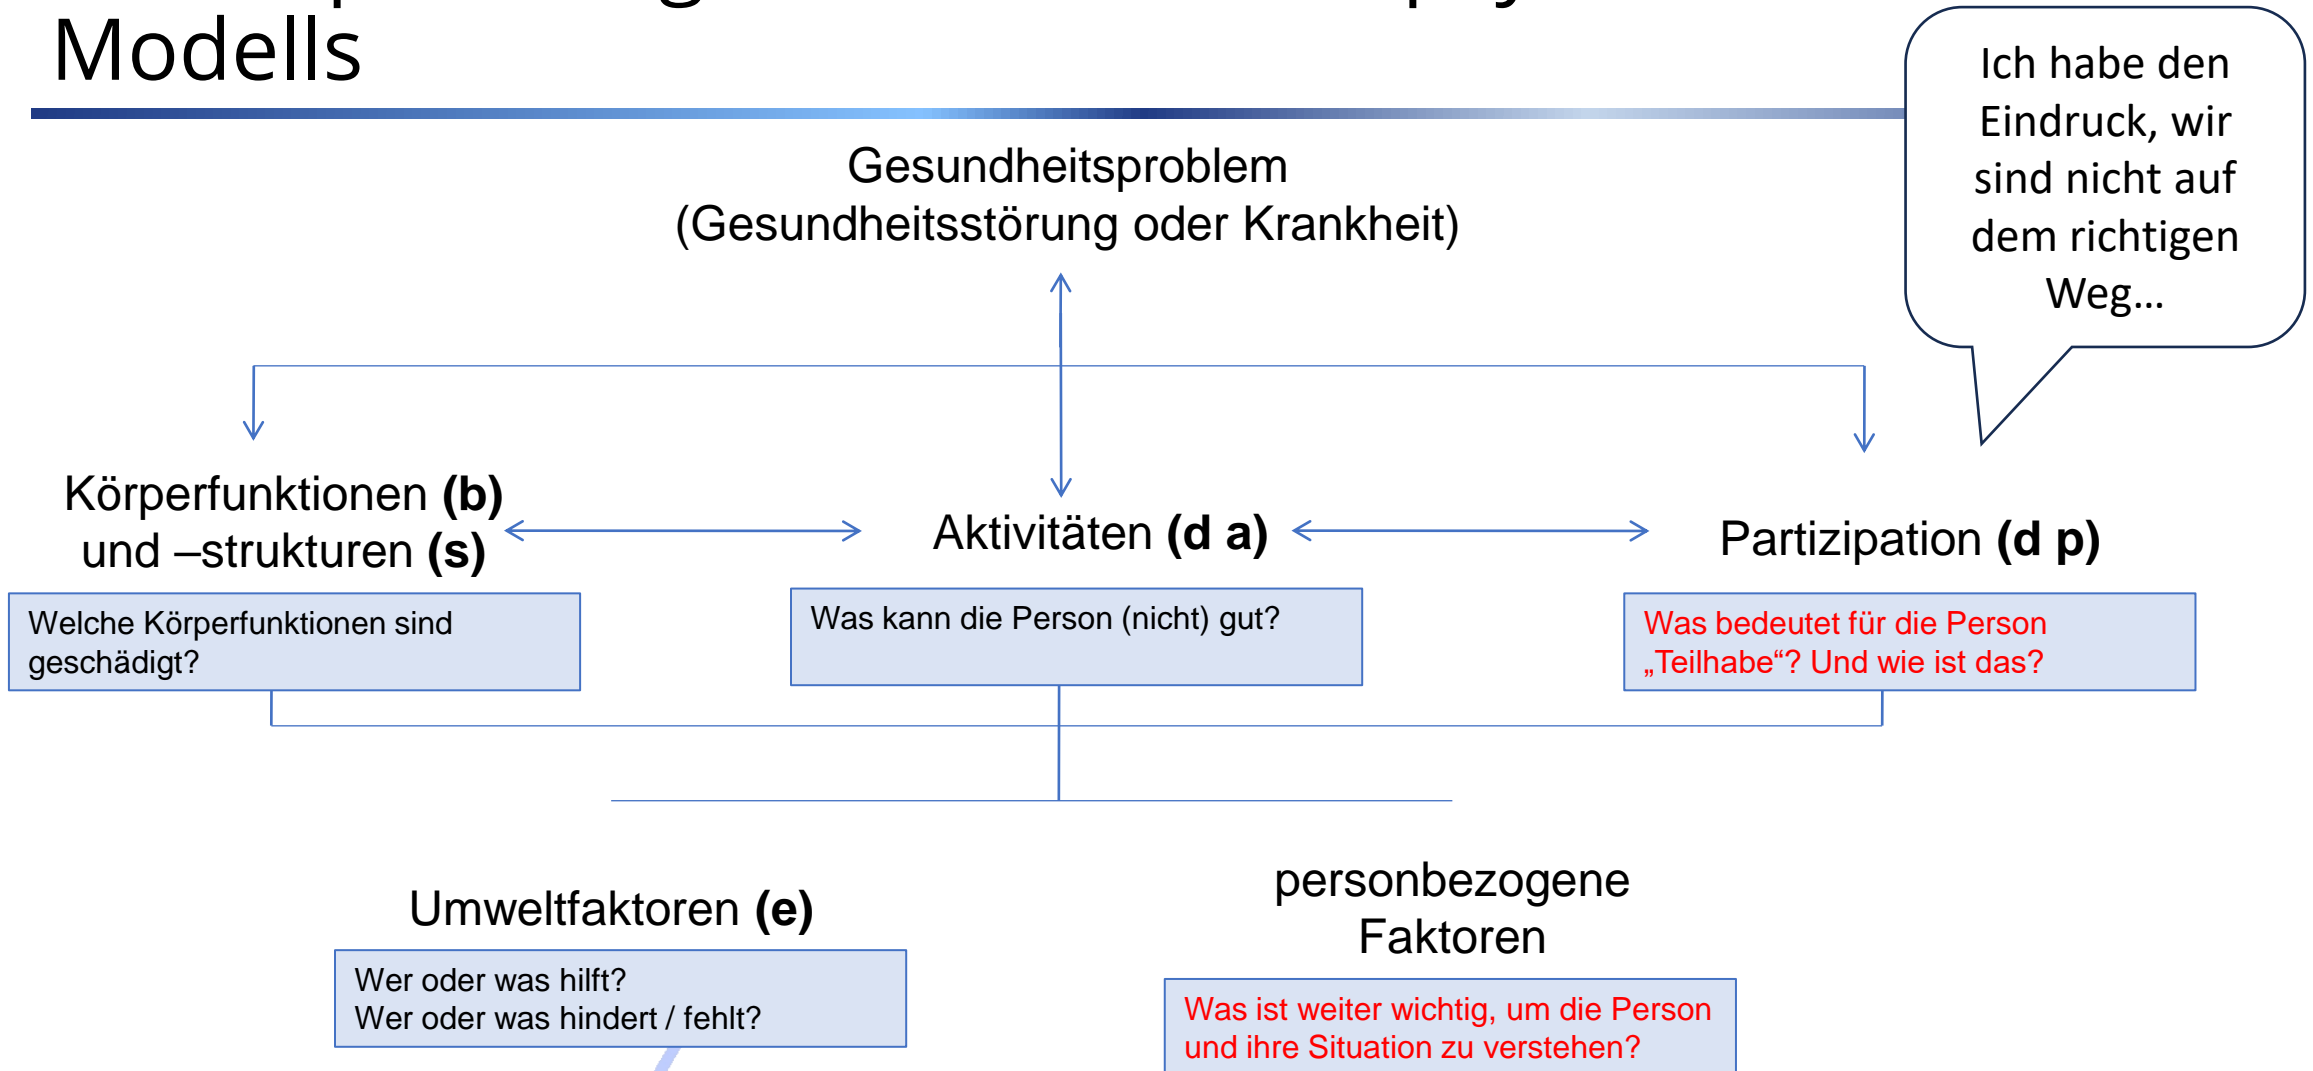 Modells
Ich habe den
Eindruck, wir
sind nicht auf
dem richtigen
Weg...
Gesundheitsproblem
(Gesundheitsstörung oder Krankheit)
Körperfunktionen (b)
und –strukturen (s)
Aktivitäten (d a)
Partizipation (d p)
Welche Körperfunktionen sind
geschädigt?
Was kann die Person (nicht) gut?
Was bedeutet für die Person
„Teilhabe“? Und wie ist das?
Umweltfaktoren (e)
personbezogene
Faktoren
Wer oder was hilft?
Wer oder was hindert / fehlt?
Was ist weiter wichtig, um die Person
und ihre Situation zu verstehen?